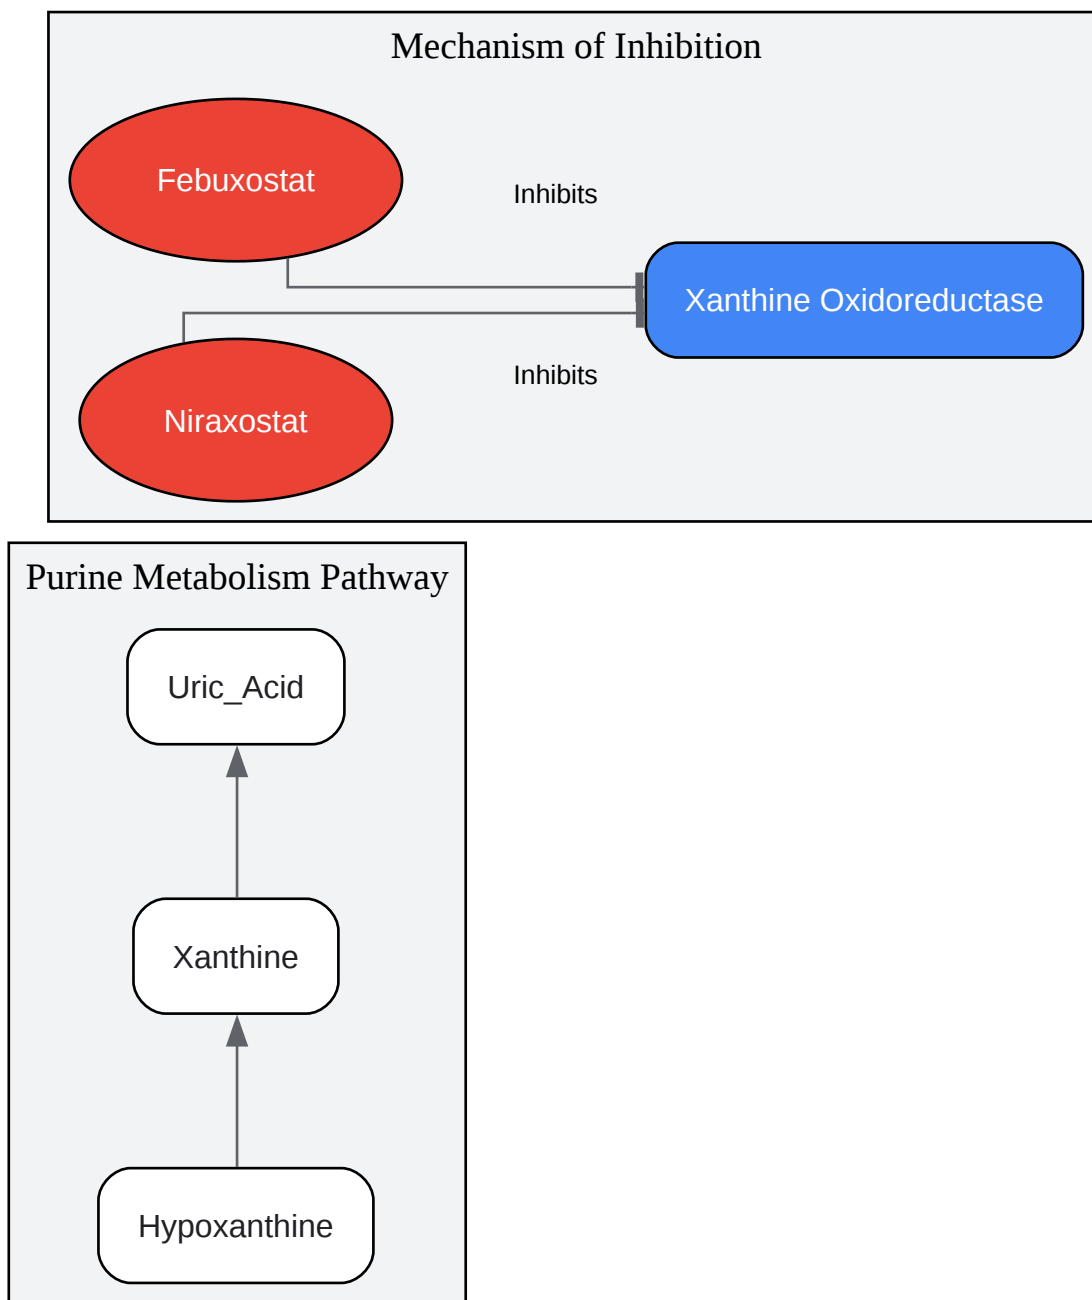 Mechanism of Inhibition
Febuxostat
Inhibits
Xanthine Oxidoreductase
Inhibits
Niraxostat
Purine Metabolism Pathway
Uric_Acid
Xanthine
Hypoxanthine